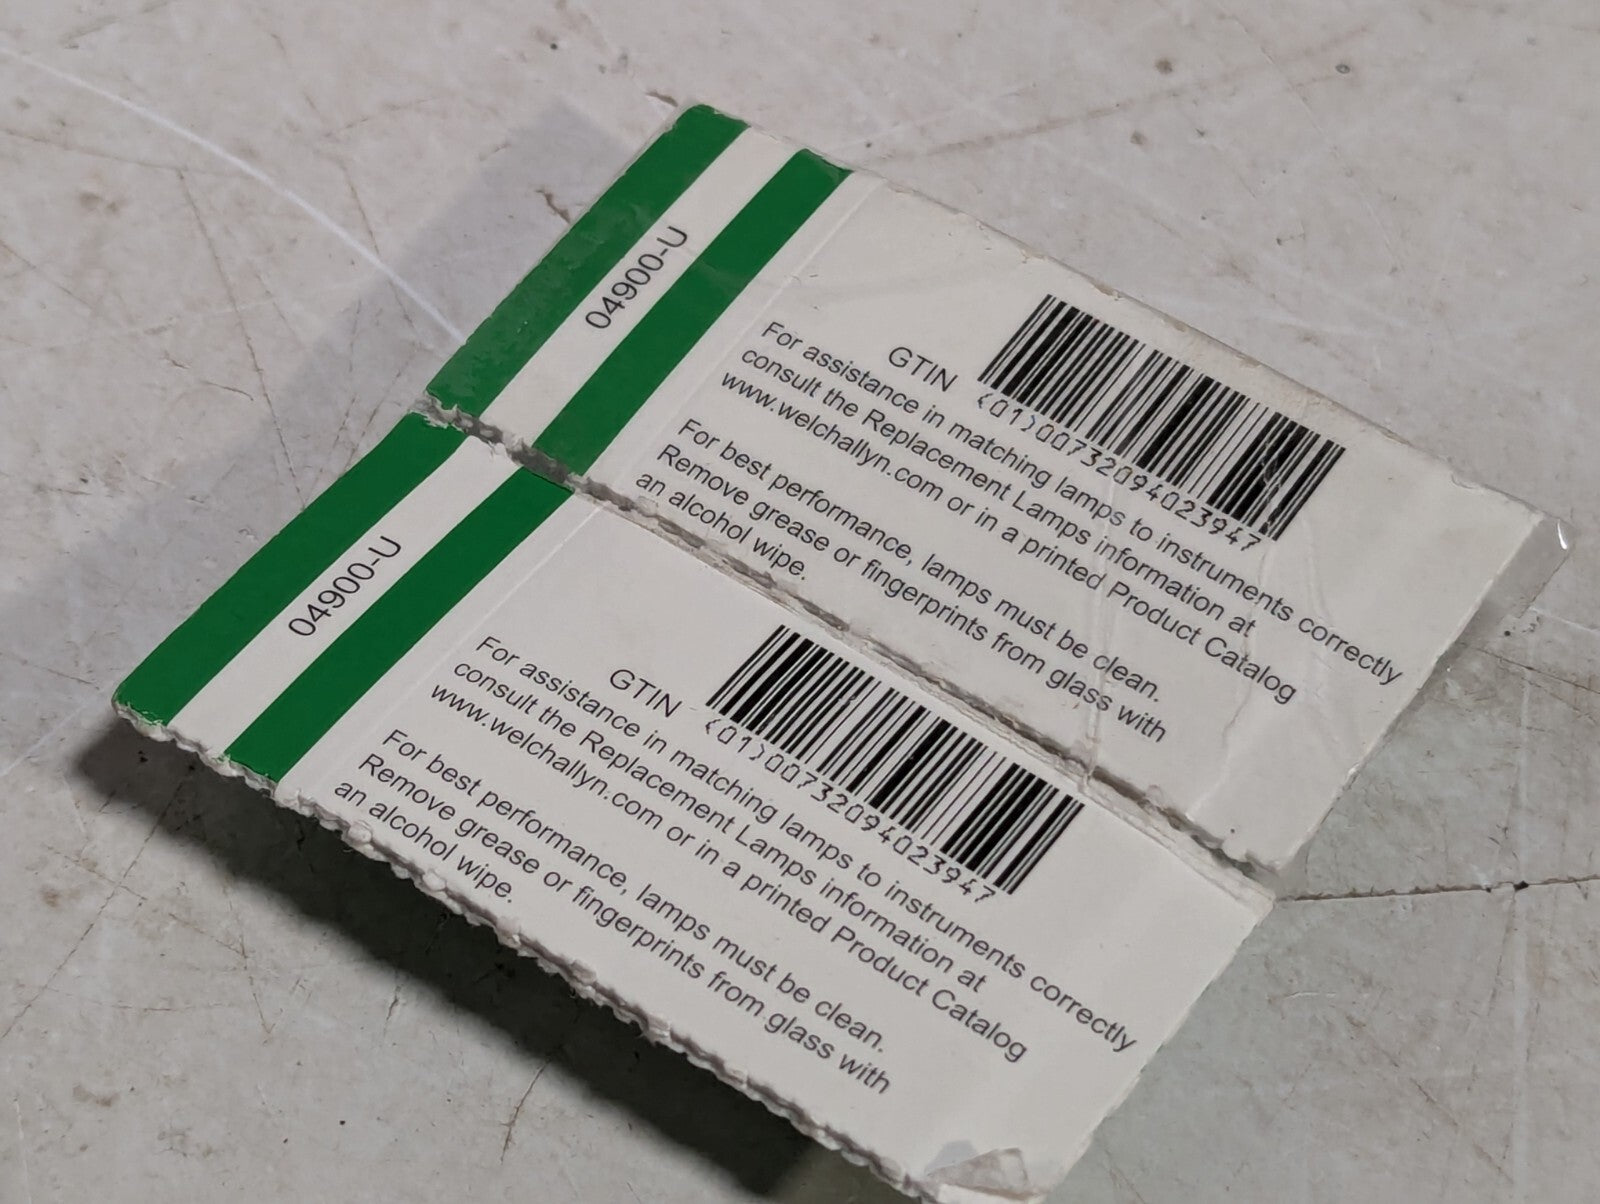 04900-U
GTIN
(01)00732094023947
For assistance in matching lamps to instruments correctly
consult the Replacement Lamps information at
www.welchallyn.com or in a printed Product Catalog
For best performance, lamps must be clean.
Remove grease or fingerprints from glass with
an alcohol wipe.
04900-U
GTIN
(01)00732094023947
For assistance in matching lamps to instruments correctly
consult the Replacement Lamps information at
www.welchallyn.com or in a printed Product Catalog
For best performance, lamps must be clean.
Remove grease or fingerprints from glass with
an alcohol wipe.